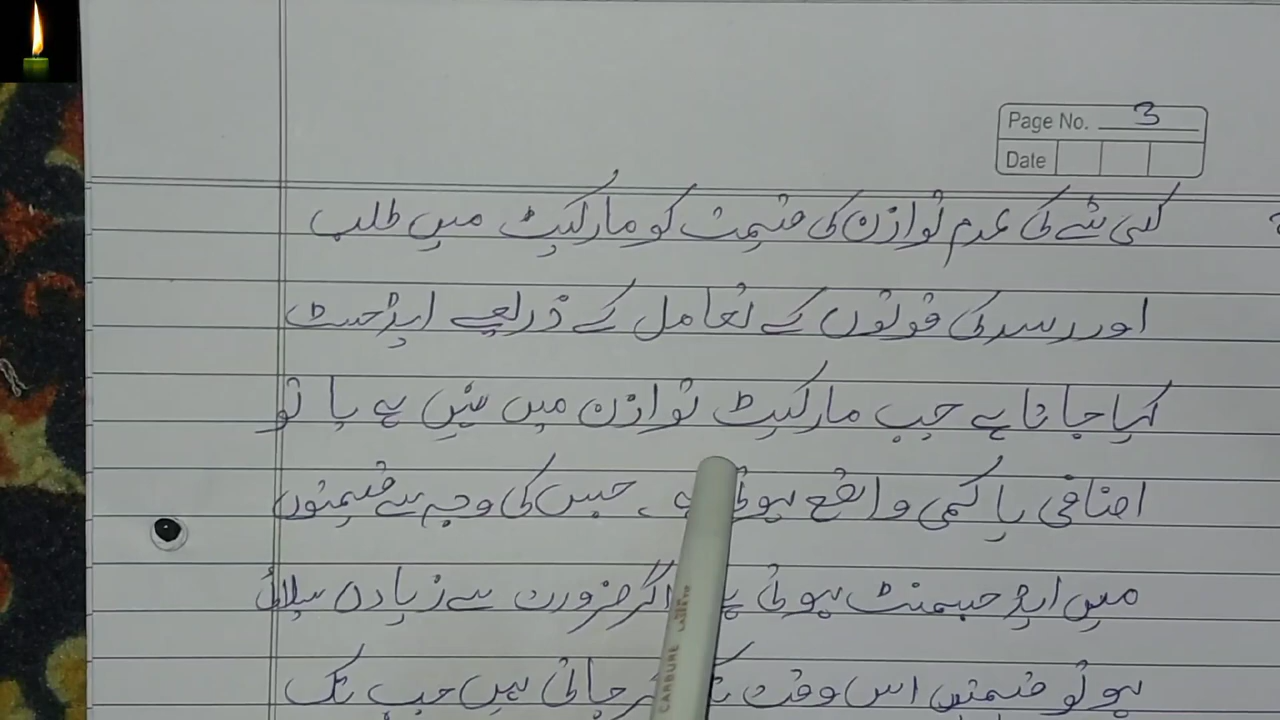 Page No. 3
Date
کسی شے کی عدم توازن کی قیمت کو مارکیٹ میں طلب
اور رسد کی قوتوں کے تعامل کے ذریعے ایڈجسٹ
کیا جاتا ہے جب مارکیٹ توازن میں نہیں ہے یا تو
اضافی یا کمی واقع ہوتی ہے ، جس کی وجہ سے قیمتوں
میں ایڈجسمنٹ ہوتی ہے اگر ضرورت سے زیادہ سپلائی
ہو تو قیمتیں اس وقت جاتی ہیں جب تک
CARBURE